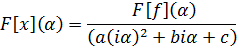 F[x](α) = F[f](α) / (a(iα)² + biα + c)